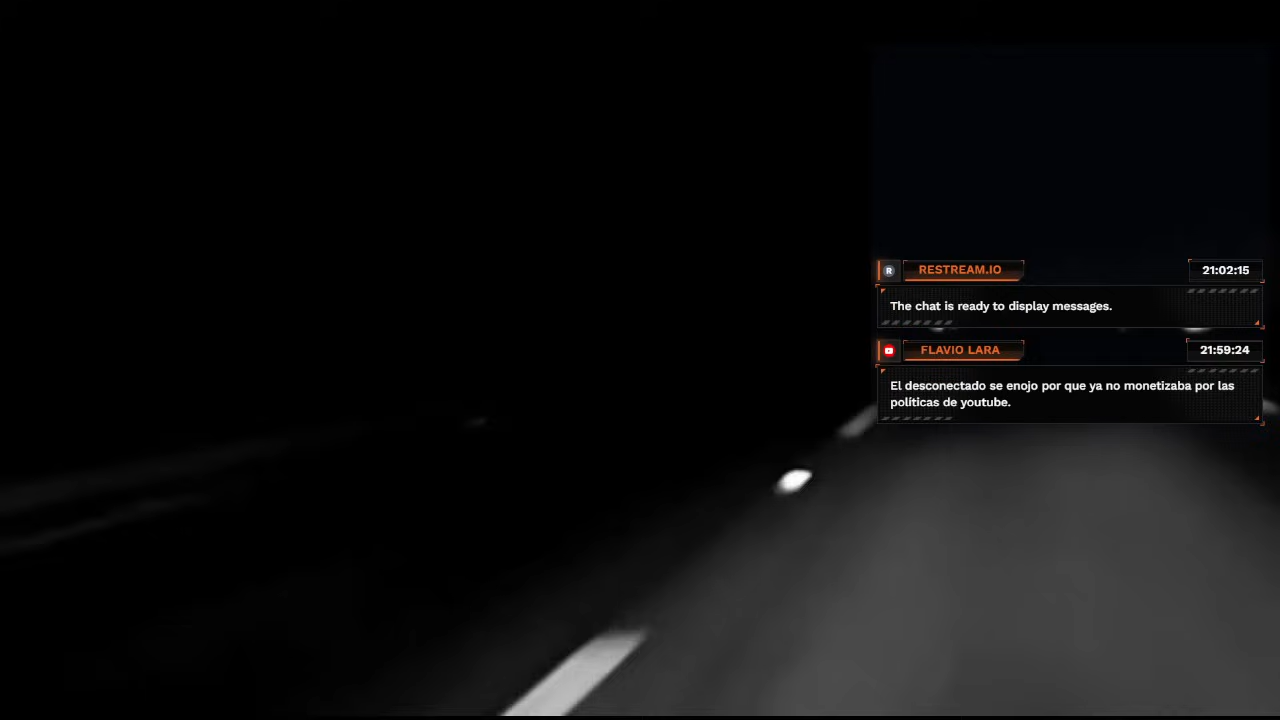 R
RESTREAM.IO
21:02:15
The chat is ready to display messages.
FLAVIO LARA
21:59:24
El desconectado se enojo por que ya no monetizaba por las
políticas de youtube.